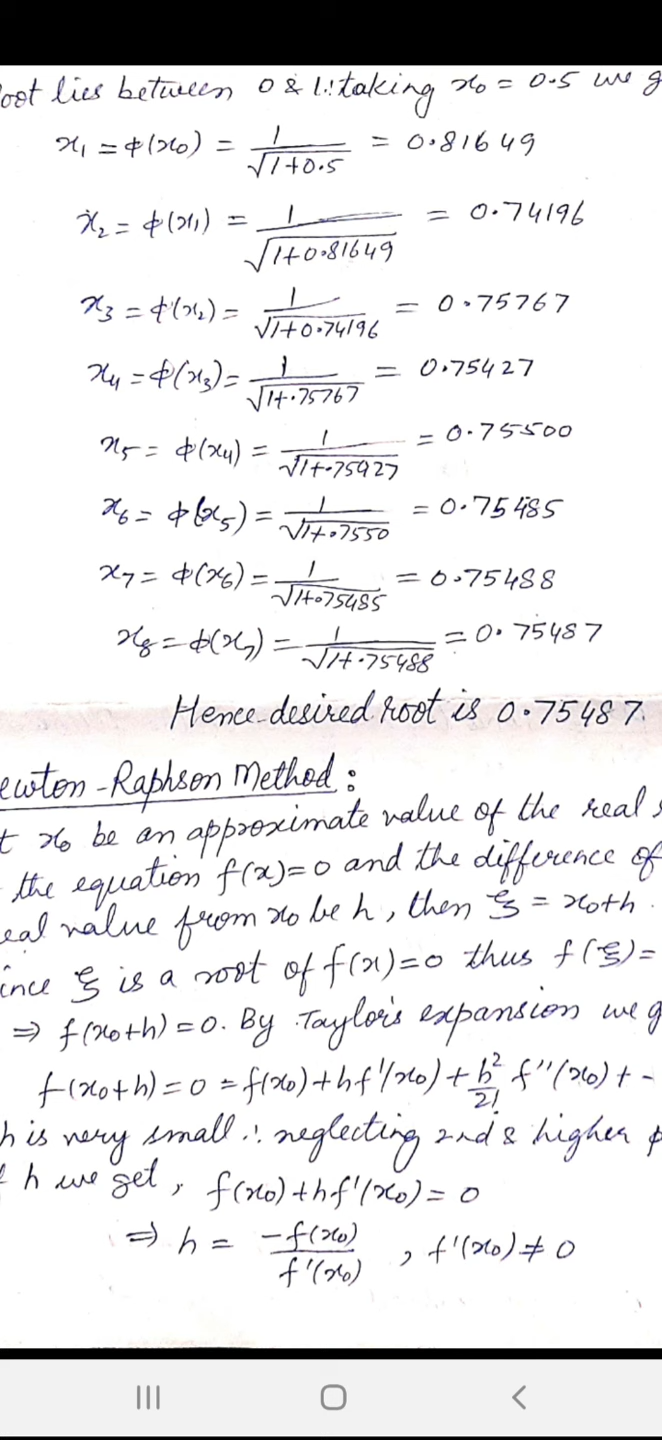 oot lies between 0 & 1 ∴ taking x₀ = 0.5 we g
x₁ = φ(x₀) = 1/√1+0.5 = 0.81649
x₂ = φ(x₁) = 1/√1+0.81649 = 0.74196
x₃ = φ(x₂) = 1/√1+0.74196 = 0.75767
x₄ = φ(x₃) = 1/√1+.75767 = 0.75427
x₅ = φ(x₄) = 1/√1+.75427 = 0.75500
x₆ = φ(x₅) = 1/√1+.7550 = 0.75485
x₇ = φ(x₆) = 1/√1+.75485 = 0.75488
x₈ = φ(x₇) = 1/√1+.75488 = 0.75487
Hence desired root is 0.75487.
ewton-Raphson Method :
t x₀ be an approximate value of the real
the equation f(x)=0 and the difference of
eal value from x₀ be h, then ξ = x₀+h.
ince ξ is a root of f(x)=0 thus f(ξ)=
⇒ f(x₀+h) = 0. By Taylor's expansion we g
f(x₀+h) = 0 = f(x₀)+hf'(x₀)+h²/2! f''(x₀)+-
h is very small ∴ neglecting 2nd & higher p
f h we get, f(x₀)+hf'(x₀) = 0
⇒ h = -f(x₀)/f'(x₀) , f'(x₀) ≠ 0